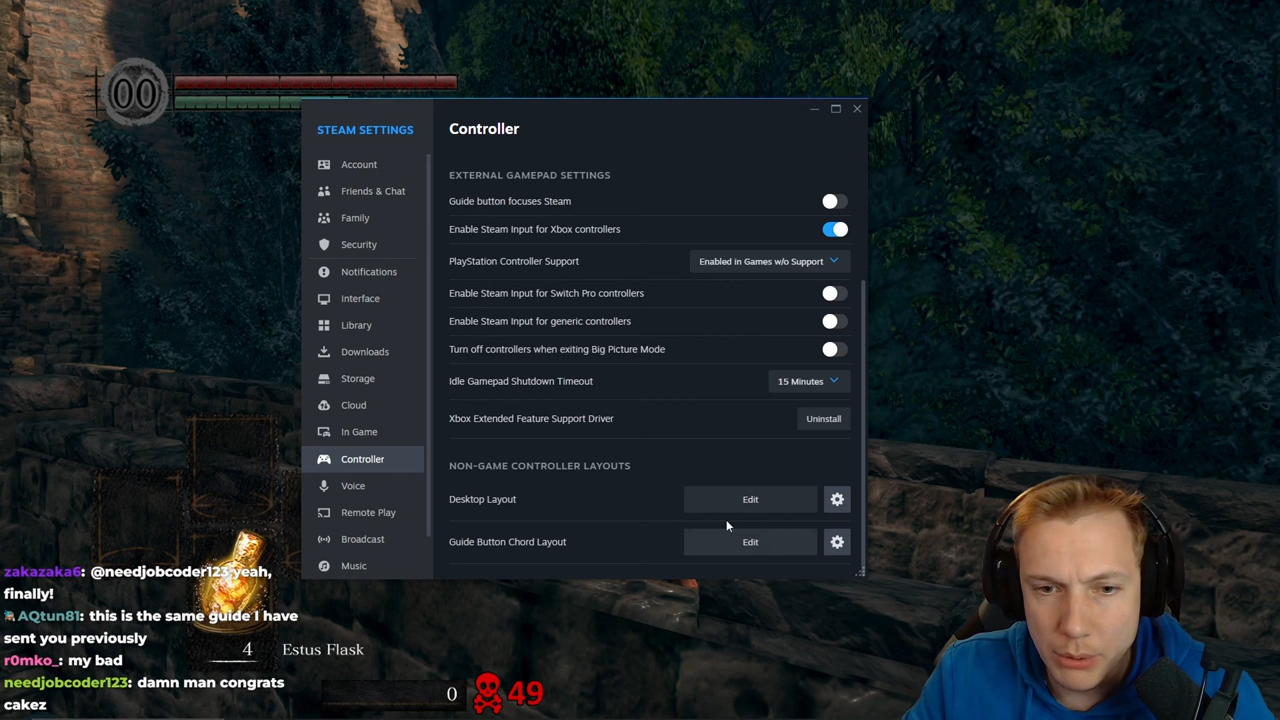 00
STEAM SETTINGS
Account
Friends & Chat
Family
Security
Notifications
Interface
Library
Downloads
Storage
Cloud
In Game
Controller
Voice
Remote Play
Broadcast
Music
Controller
EXTERNAL GAMEPAD SETTINGS
Guide button focuses Steam
Enable Steam Input for Xbox controllers
PlayStation Controller Support Enabled in Games w/o Support
Enable Steam Input for Switch Pro controllers
Enable Steam Input for generic controllers
Turn off controllers when exiting Big Picture Mode
Idle Gamepad Shutdown Timeout 15 Minutes
Xbox Extended Feature Support Driver Uninstall
NON-GAME CONTROLLER LAYOUTS
Desktop Layout Edit
Guide Button Chord Layout Edit
zakazaka6: @needjobcoder123 yeah,
finally!
AQtun81: this is the same guide I have
sent you previously
r0mko_: my bad
needjobcoder123: damn man congrats
cakez
4 Estus Flask
0 49